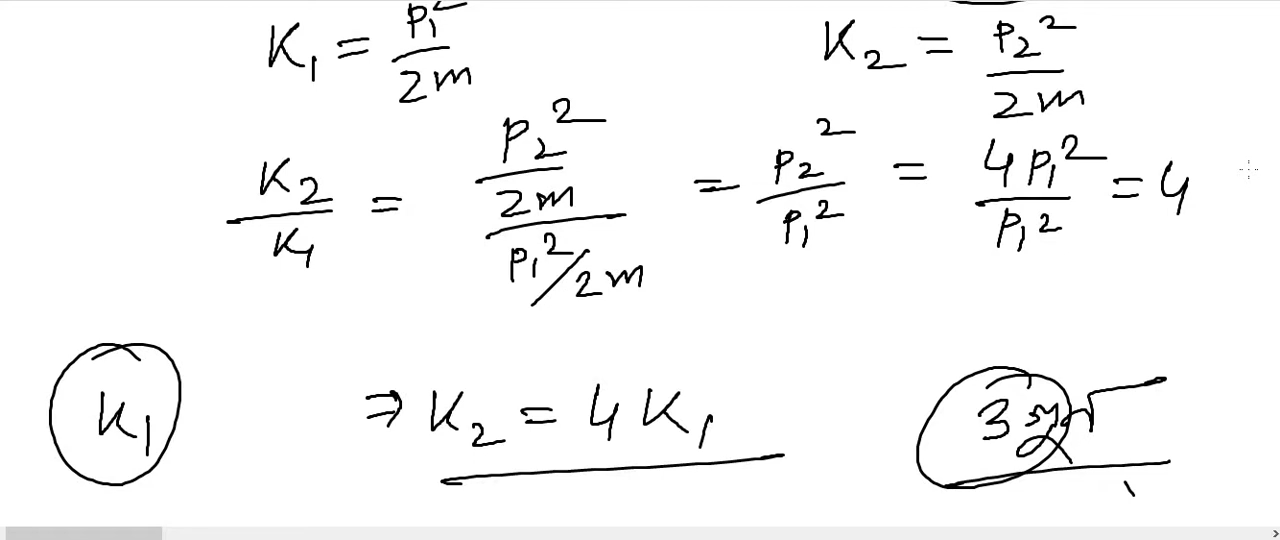 K₁ = p₁²/2m K₂ = p₂²/2m
K₂/K₁ = (p₂²/2m)/(p₁²/2m) = p₂²/p₁² = 4p₁²/p₁² = 4
K₁ ⇒ K₂ = 4K₁ 3